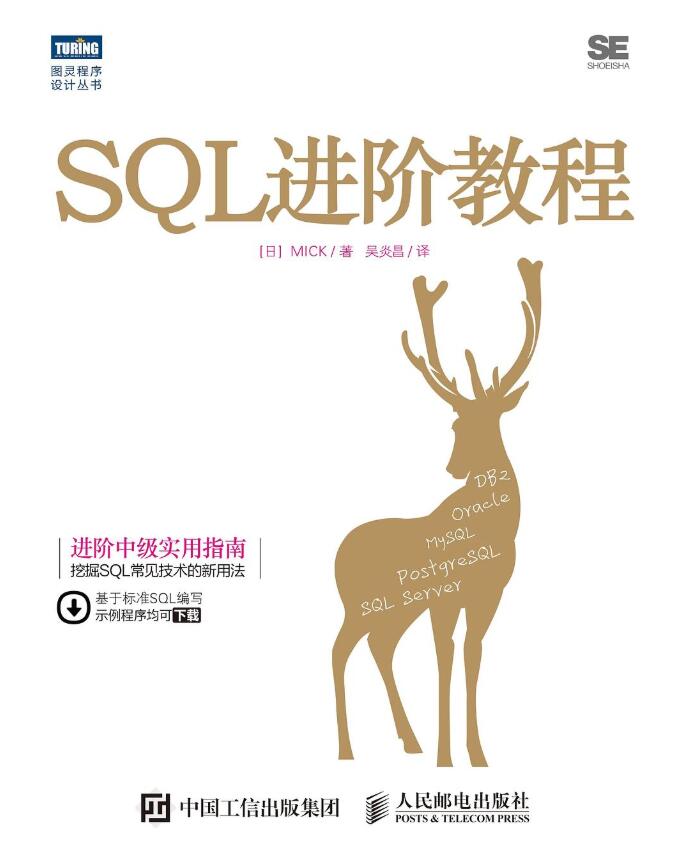 TURING
图灵程序
设计丛书
SE
SHOEISHA
SQL进阶教程
[日] MICK / 著 吴炎昌 / 译
DB2
Oracle
MySQL
PostgreSQL
SQL Server
进阶中级实用指南
挖掘SQL常见技术的新用法
基于标准SQL编写
示例程序均可下载
中国工信出版集团
人民邮电出版社
POSTS & TELECOM PRESS